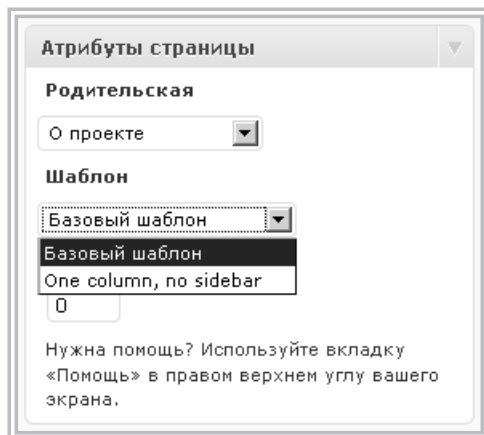 Атрибуты страницы
Родительская
О проекте
Шаблон
Базовый шаблон
Базовый шаблон
One column, no sidebar
0
Нужна помощь? Используйте вкладку
«Помощь» в правом верхнем углу вашего
экрана.